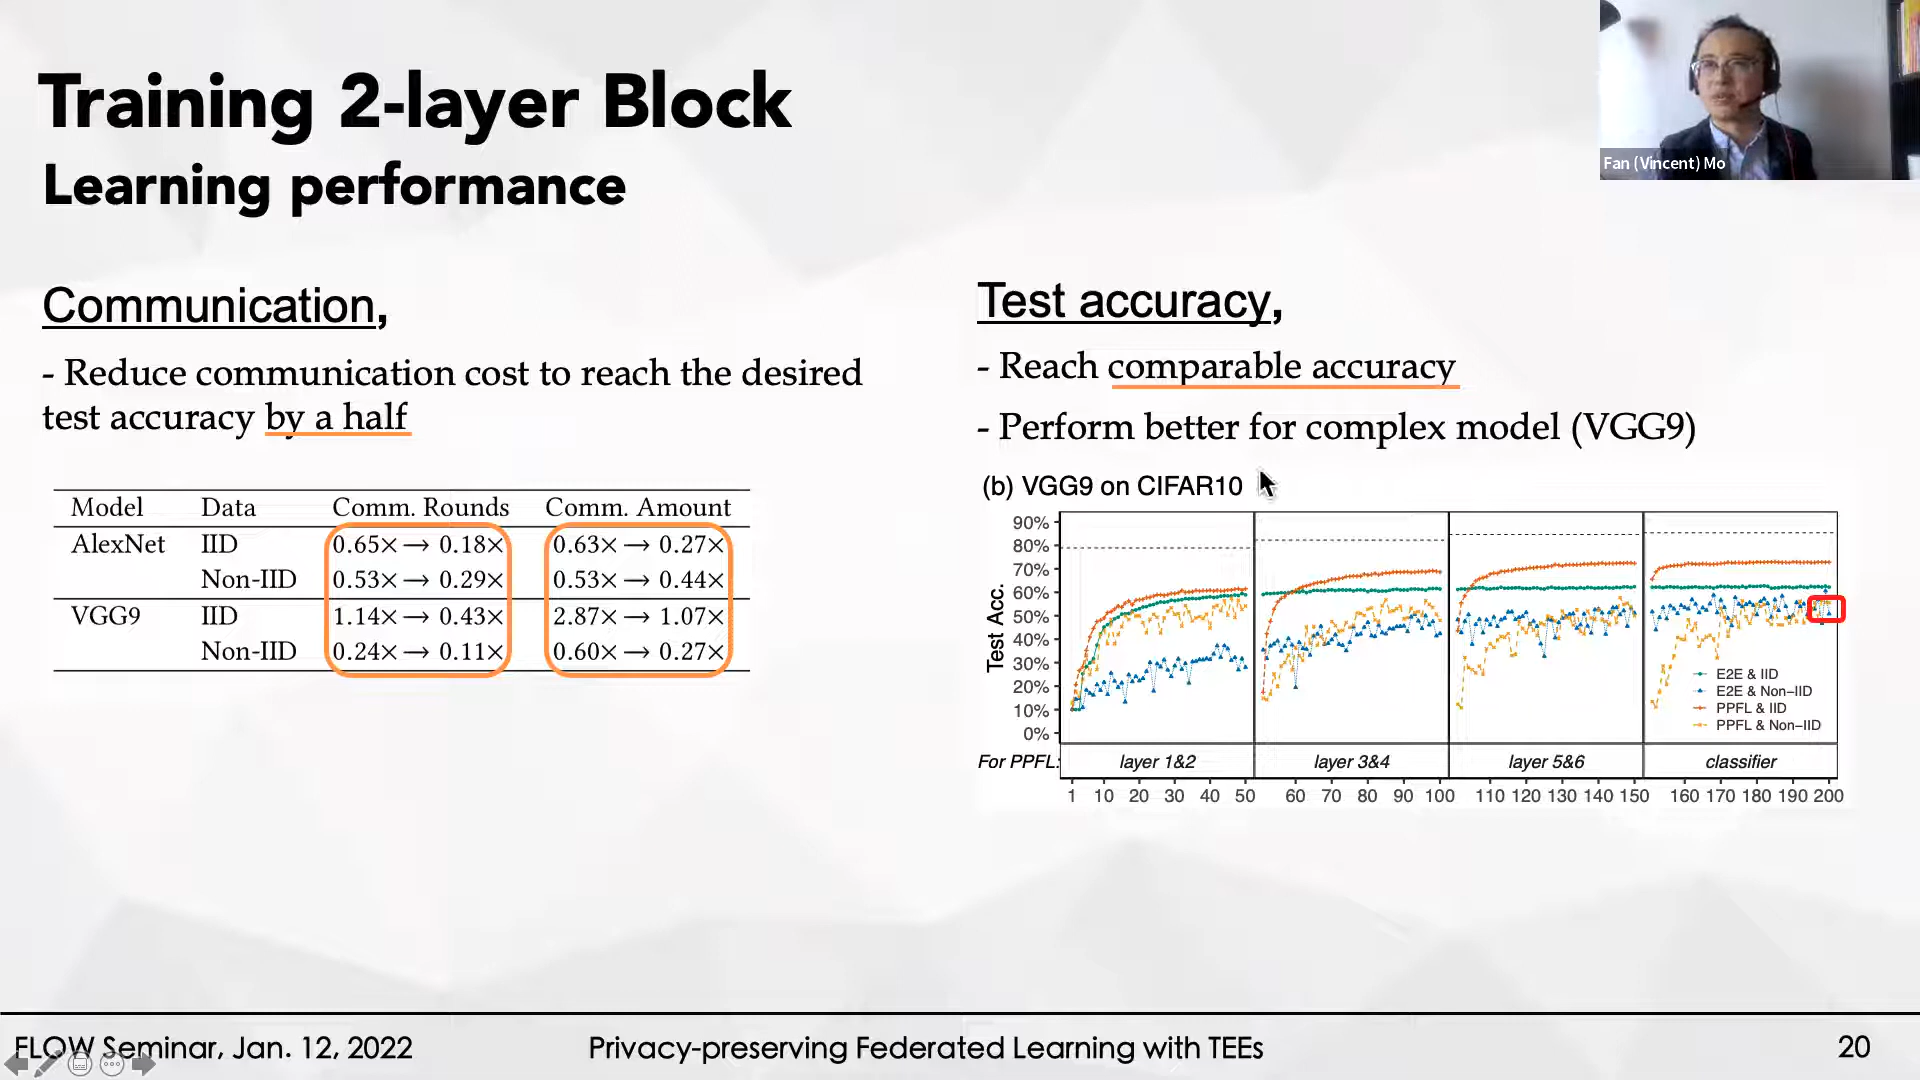 Training 2-layer Block
Learning performance
Fan (Vincent) Mo
Communication,
- Reduce communication cost to reach the desired
test accuracy by a half
Model Data Comm. Rounds Comm. Amount
AlexNet IID 0.65× → 0.18× 0.63× → 0.27×
Non-IID 0.53× → 0.29× 0.53× → 0.44×
VGG9 IID 1.14× → 0.43× 2.87× → 1.07×
Non-IID 0.24× → 0.11× 0.60× → 0.27×
Test accuracy,
- Reach comparable accuracy
- Perform better for complex model (VGG9)
(b) VGG9 on CIFAR10
Test Acc.
90%
80%
70%
60%
50%
40%
30%
20%
10%
0%
E2E & IID
E2E & Non-IID
PPFL & IID
PPFL & Non-IID
For PPFL: layer 1&2 layer 3&4 layer 5&6 classifier
1 10 20 30 40 50 60 70 80 90 100 110 120 130 140 150 160 170 180 190 200
FLOW Seminar, Jan. 12, 2022 Privacy-preserving Federated Learning with TEEs 20